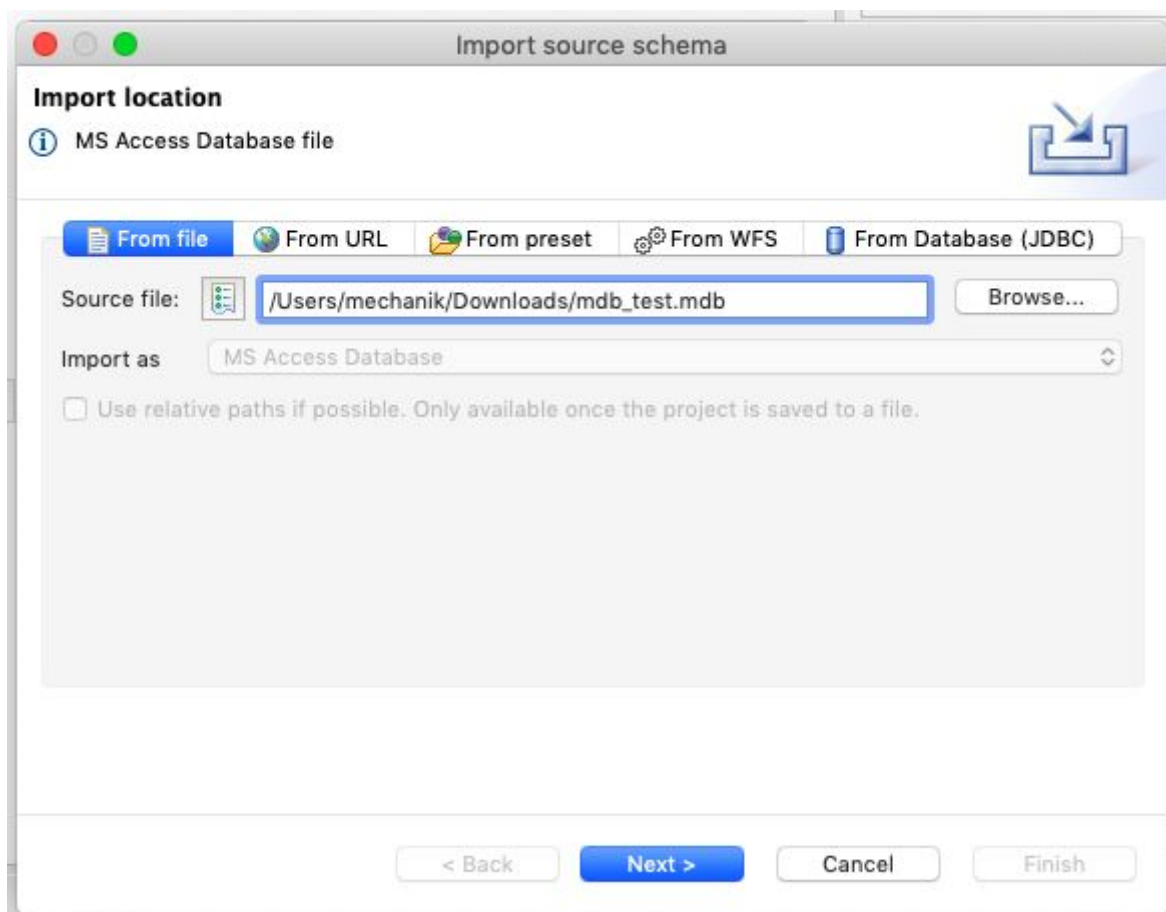 Import source schema
Import location
MS Access Database file
From file From URL From preset From WFS From Database (JDBC)
Source file: /Users/mechanik/Downloads/mdb_test.mdb Browse...
Import as MS Access Database
Use relative paths if possible. Only available once the project is saved to a file.
< Back Next > Cancel Finish